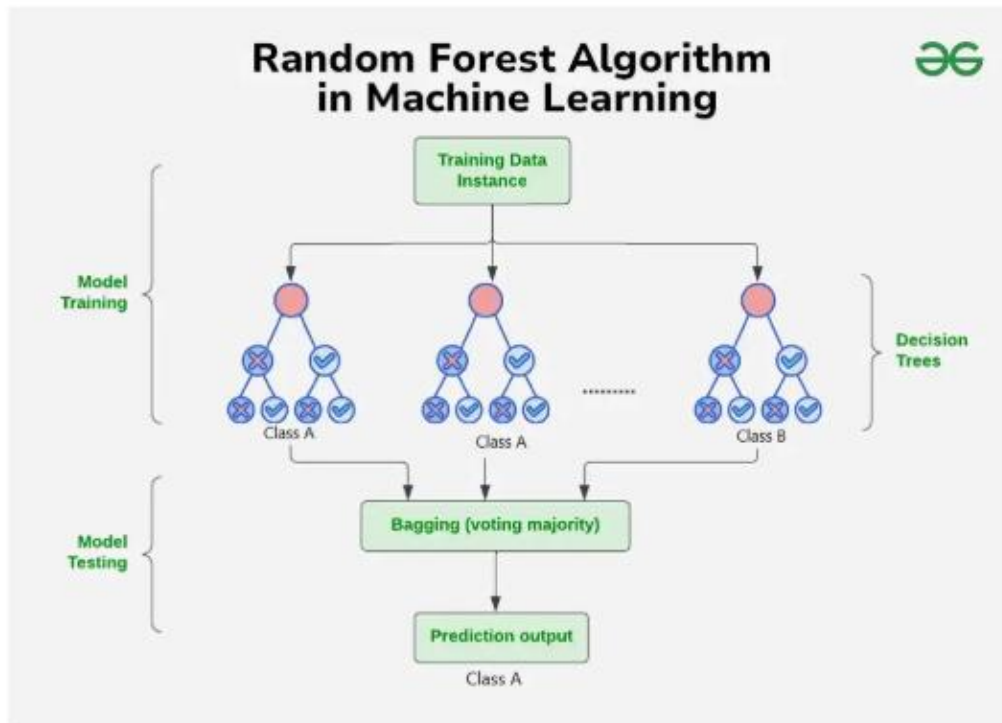 Random Forest Algorithm
in Machine Learning
Training Data
Instance
Model
Training
Decision
Trees
Class A
Class A
.........
Class B
Bagging (voting majority)
Model
Testing
Prediction output
Class A